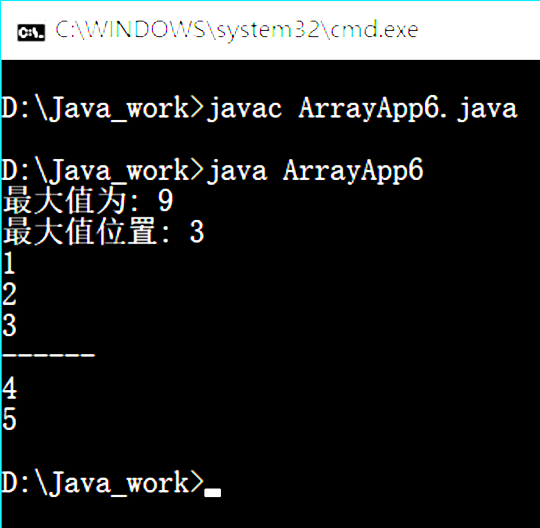 C:\WINDOWS\system32\cmd.exe
D:\Java_work>javac ArrayApp6.java
D:\Java_work>java ArrayApp6
最大值为: 9
最大值位置: 3
1
2
3
------
4
5
D:\Java_work>